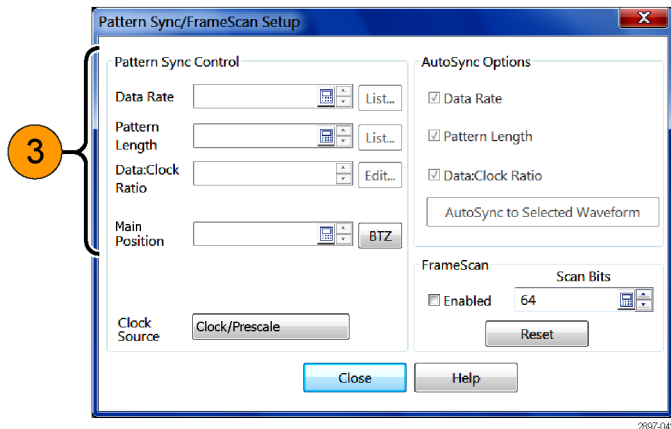 Pattern Sync/FrameScan Setup
X
3
Pattern Sync Control
Data Rate
List...
Pattern
Length
List...
Data:Clock
Ratio
Edit...
Main
Position
BTZ
Clock
Source
Clock/Prescale
AutoSync Options
Data Rate
Pattern Length
Data:Clock Ratio
AutoSync to Selected Waveform
FrameScan
Scan Bits
Enabled
64
Reset
Close
Help